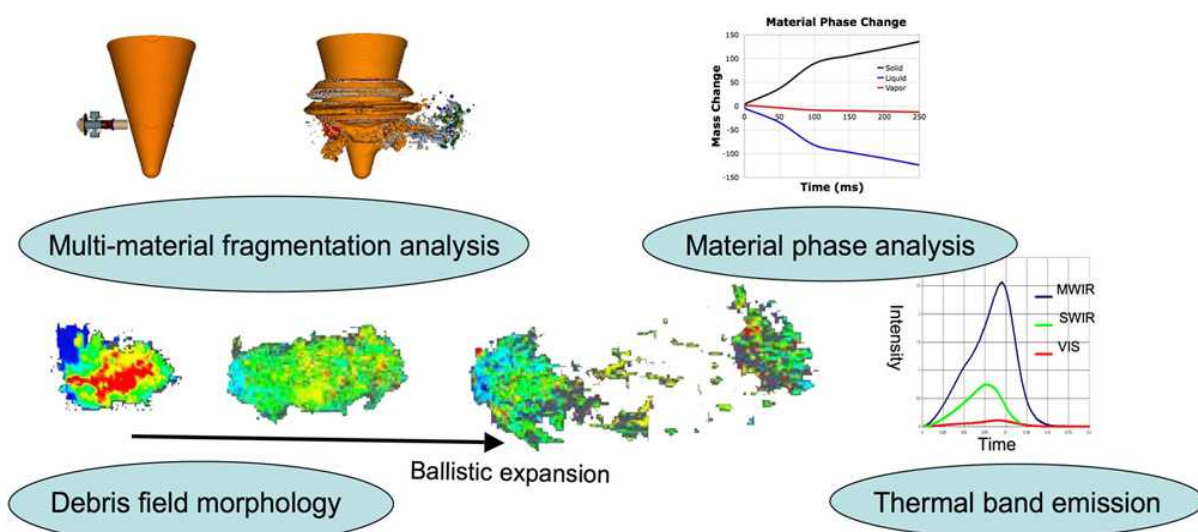 Material Phase Change
150
100
50
0
-50
-100
-150
Mass Change
Solid
Liquid
Vapor
0 50 100 150 200 250
Time (ms)
Multi-material fragmentation analysis
Material phase analysis
MWIR
SWIR
VIS
Intensity
Time
Ballistic expansion
Debris field morphology
Thermal band emission